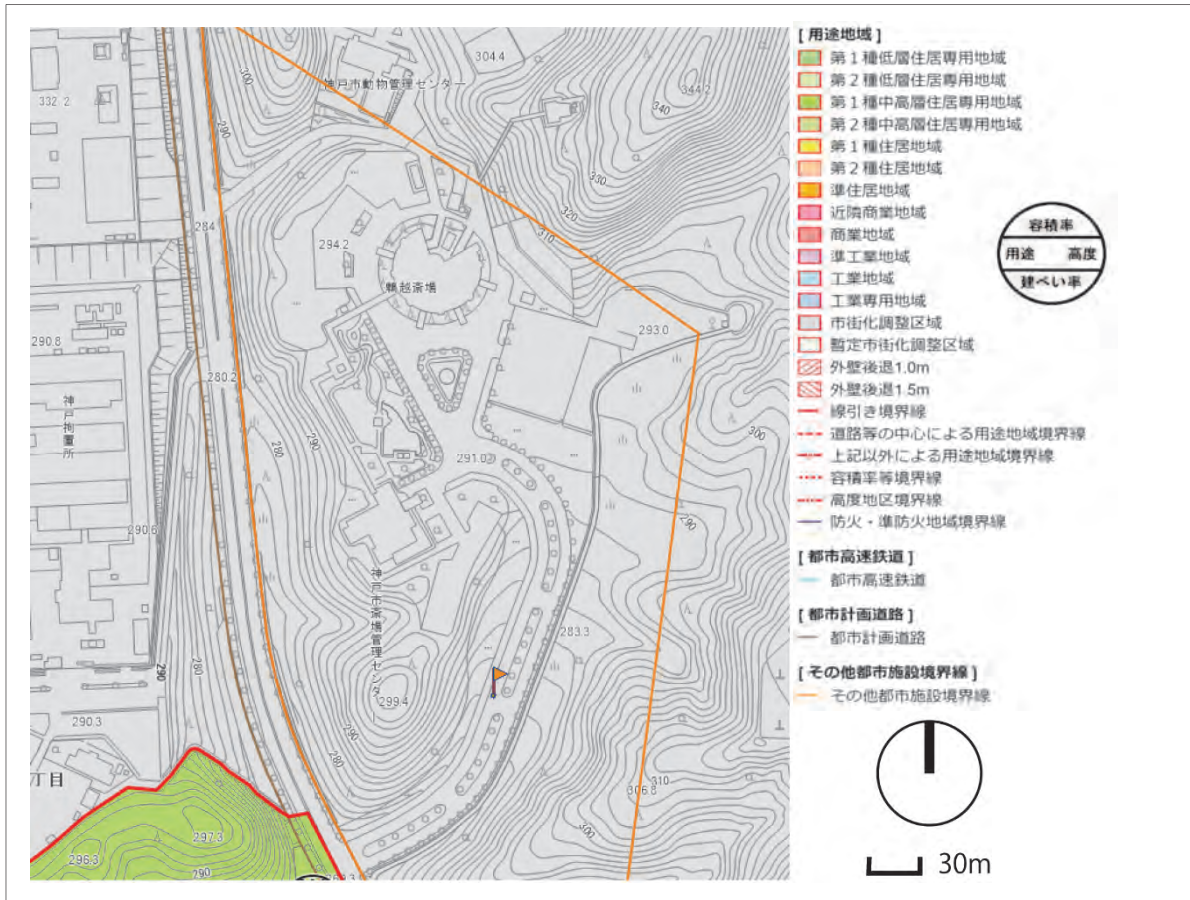 304.4
344.2
300
340
神戸市動物管理センター
332.2
290
330
320
284
310
294.2
鵯越斎場
293.0
290.8
280.2
神戸拘置所
290
300
280
291.0
290
290.6
神戸市斎場管理センター
283.3
290
280
299.4
290
290.3
280
310
丁目
306.8
297.3
300
296.3
290
[ 用途地域 ]
第1種低層住居専用地域
第2種低層住居専用地域
第1種中高層住居専用地域
第2種中高層住居専用地域
第1種住居地域
第2種住居地域
準住居地域
近隣商業地域
商業地域
準工業地域
工業地域
工業専用地域
市街化調整区域
暫定市街化調整区域
外壁後退1.0m
外壁後退1.5m
線引き境界線
道路等の中心による用途地域境界線
上記以外による用途地域境界線
容積率等境界線
高度地区境界線
防火・準防火地域境界線
[ 都市高速鉄道 ]
都市高速鉄道
[ 都市計画道路 ]
都市計画道路
[ その他都市施設境界線 ]
その他都市施設境界線
容積率
用途 高度
建ぺい率
30m